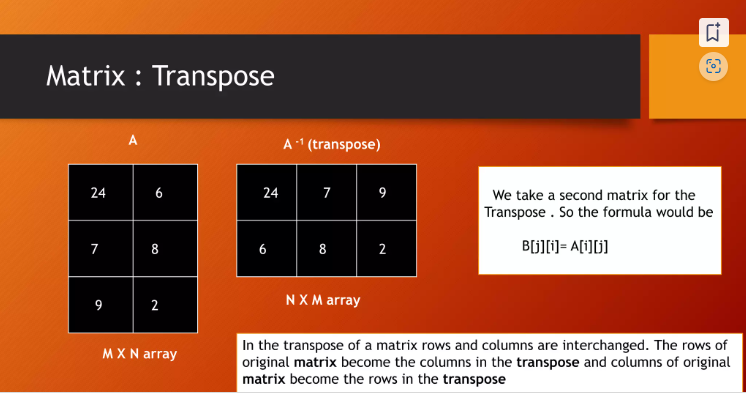 Matrix : Transpose
A
24 6
7 8
9 2
M X N array
A -1 (transpose)
24 7 9
6 8 2
N X M array
We take a second matrix for the
Transpose . So the formula would be
B[j][i]= A[i][j]
In the transpose of a matrix rows and columns are interchanged. The rows of
original matrix become the columns in the transpose and columns of original
matrix become the rows in the transpose